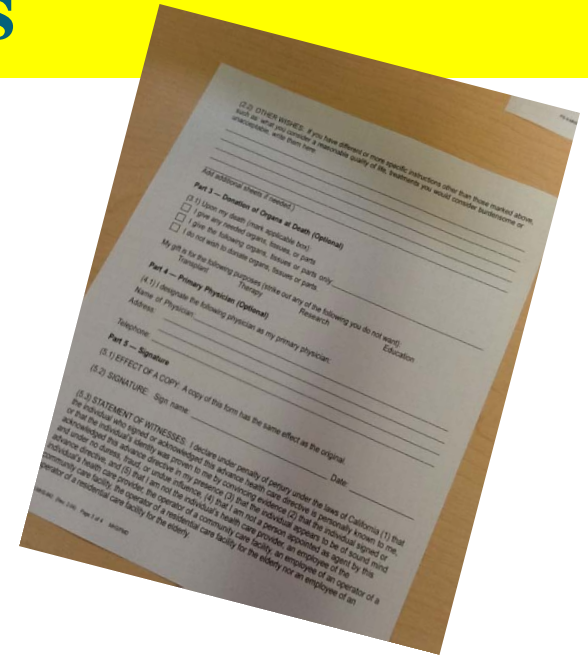 s
(2.2) OTHER WISHES: If you have different or more specific instructions other than those marked above,
such as: what you consider a reasonable quality of life, treatments you would consider burdensome or
unacceptable, write them here.
Add additional sheets if needed.)
Part 3 — Donation of Organs at Death (Optional)
(3.1) Upon my death (mark applicable box):
I give any needed organs, tissues, or parts
I give the following organs, tissues, or parts only:
I do not wish to donate organs, tissues or parts.
My gift is for the following purposes (strike out any of the following you do not want)
Transplant Therapy Research Education
Part 4 — Primary Physician (Optional)
(4.1) I designate the following physician as my primary physician:
Name of Physician:
Address:
Telephone:
Part 5 — Signature
(5.1) EFFECT OF A COPY: A copy of this form has the same effect as the original.
(5.2) SIGNATURE: Sign name: Date:
(5.3) STATEMENT OF WITNESSES: I declare under penalty of perjury under the laws of California (1) that
the individual who signed or acknowledged this advance health care directive is personally known to me,
or that the individual's identity was proven to me by convincing evidence (2) that the individual signed or
acknowledged this advance directive in my presence (3) that the individual appears to be of sound mind
and under no duress, fraud, or undue influence, (4) that I am not a person appointed as agent by this
advance directive, and (5) that I am not the individual's health care provider, an employee of the
individual's health care provider, the operator of a community care facility, an employee of an operator of a
community care facility, the operator of a residential care facility for the elderly nor an employee of an
operator of a residential care facility for the elderly.